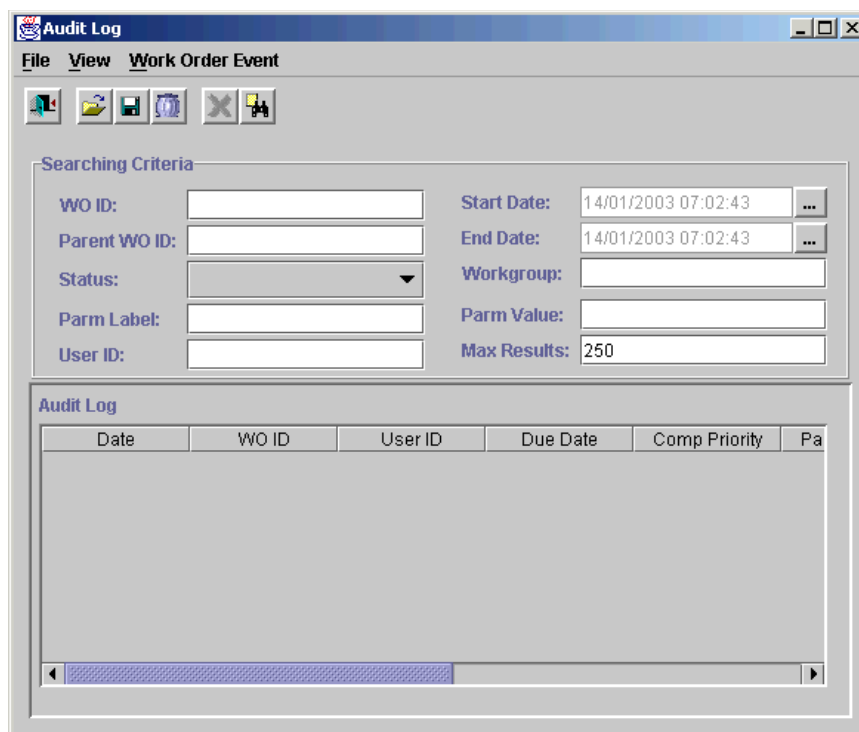 Audit Log
File View Work Order Event
Searching Criteria
WO ID:
Start Date: 14/01/2003 07:02:43 ...
Parent WO ID:
End Date: 14/01/2003 07:02:43 ...
Status:
Workgroup:
Parm Label:
Parm Value:
User ID:
Max Results: 250
Audit Log
Date WO ID User ID Due Date Comp Priority Pa